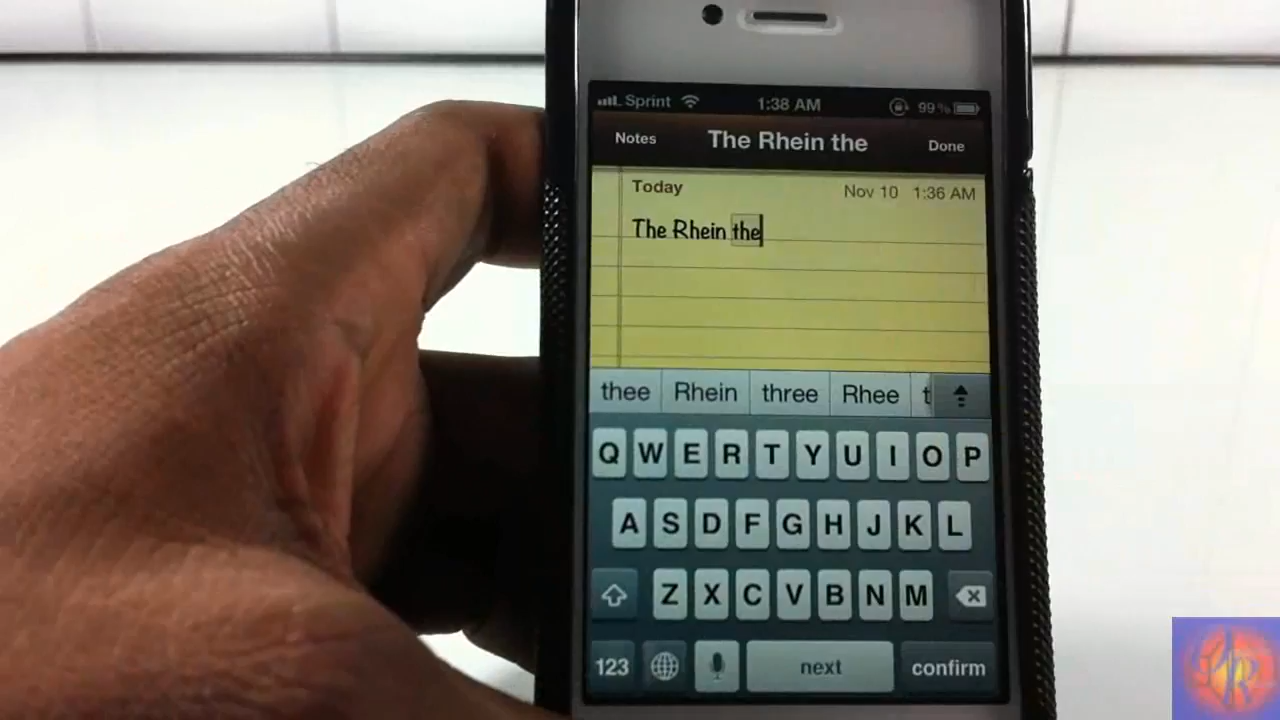 Sprint 1:38 AM 99%
Notes The Rhein the Done
Today Nov 10 1:36 AM
The Rhein the
thee Rhein three Rhee t
Q W E R T Y U I O P
A S D F G H J K L
Z X C V B N M
123 next confirm